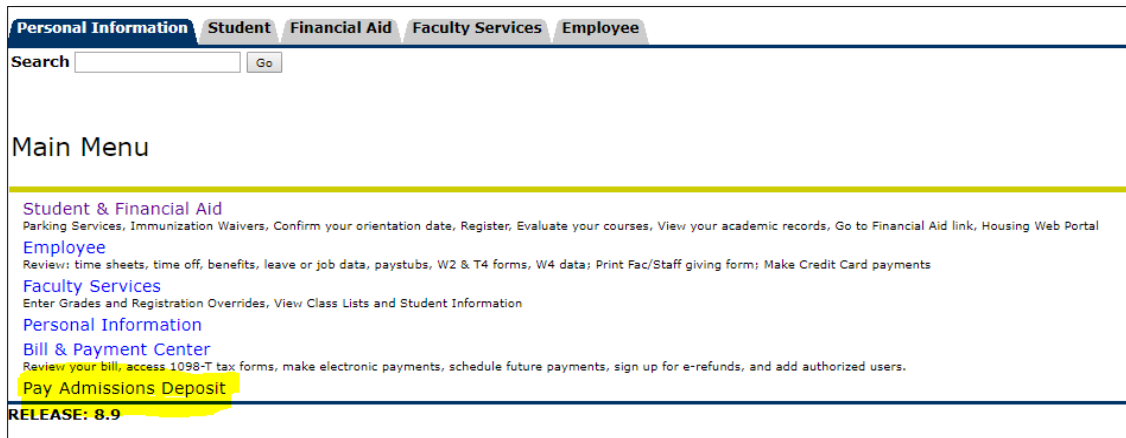 Personal Information Student Financial Aid Faculty Services Employee
Search Go
Main Menu
Student & Financial Aid
Parking Services, Immunization Waivers, Confirm your orientation date, Register, Evaluate your courses, View your academic records, Go to Financial Aid link, Housing Web Portal
Employee
Review: time sheets, time off, benefits, leave or job data, paystubs, W2 & T4 forms, W4 data; Print Fac/Staff giving form; Make Credit Card payments
Faculty Services
Enter Grades and Registration Overrides, View Class Lists and Student Information
Personal Information
Bill & Payment Center
Review your bill, access 1098-T tax forms, make electronic payments, schedule future payments, sign up for e-refunds, and add authorized users.
Pay Admissions Deposit
RELEASE: 8.9